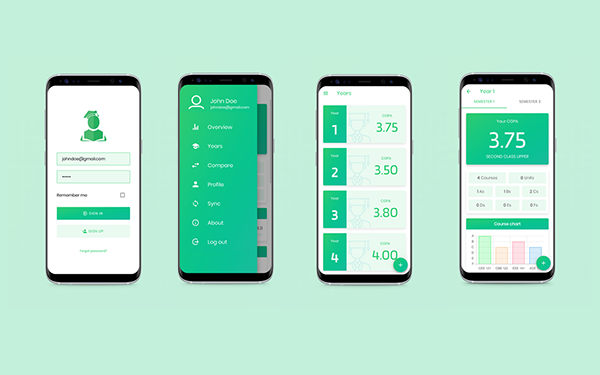 johndoe@gmail.com
Remember me
SIGN IN
SIGN UP
Forgot password?
John Doe
johndoe@gmail.com
Overview
Years
Compare
Profile
Sync
About
Log out
Years
Year
1
CGPA
3.75
Year
2
CGPA
3.50
Year
3
CGPA
3.80
Year
4
CGPA
4.00
+
Year 1
SEMESTER 1 SEMESTER 2
Your CGPA
3.75
SECOND CLASS UPPER
4 Courses 0 Units
1 As 1 Bs 2 Cs
0 Ds 0 Es 0 Fs
Course chart
A
B
C
D
E
F
+